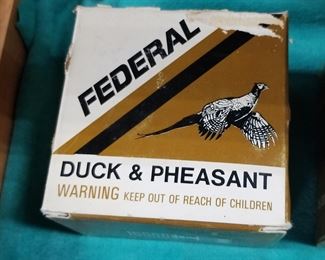 FEDERAL
DUCK & PHEASANT
WARNING KEEP OUT OF REACH OF CHILDREN